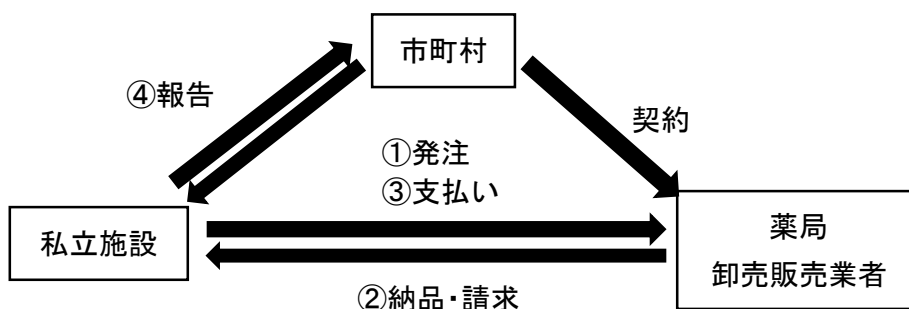 市町村
④報告
契約
①発注
③支払い
私立施設
薬局
卸売販売業者
②納品・請求